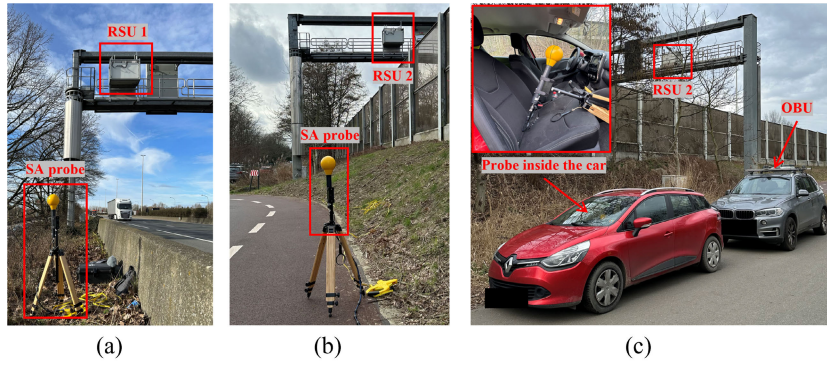 RSU 1
SA probe
(a)
RSU 2
SA probe
(b)
RSU 2
OBU
Probe inside the car
(c)